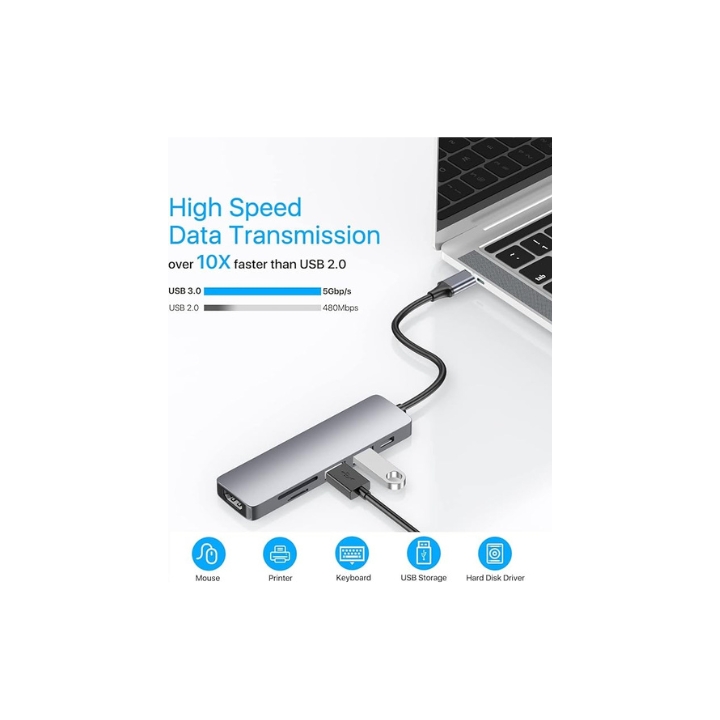 High Speed
Data Transmission
over 10X faster than USB 2.0
USB 3.0 5Gbp/s
USB 2.0 480Mbps
tab
Mouse
Printer
Keyboard
USB Storage
Hard Disk Driver